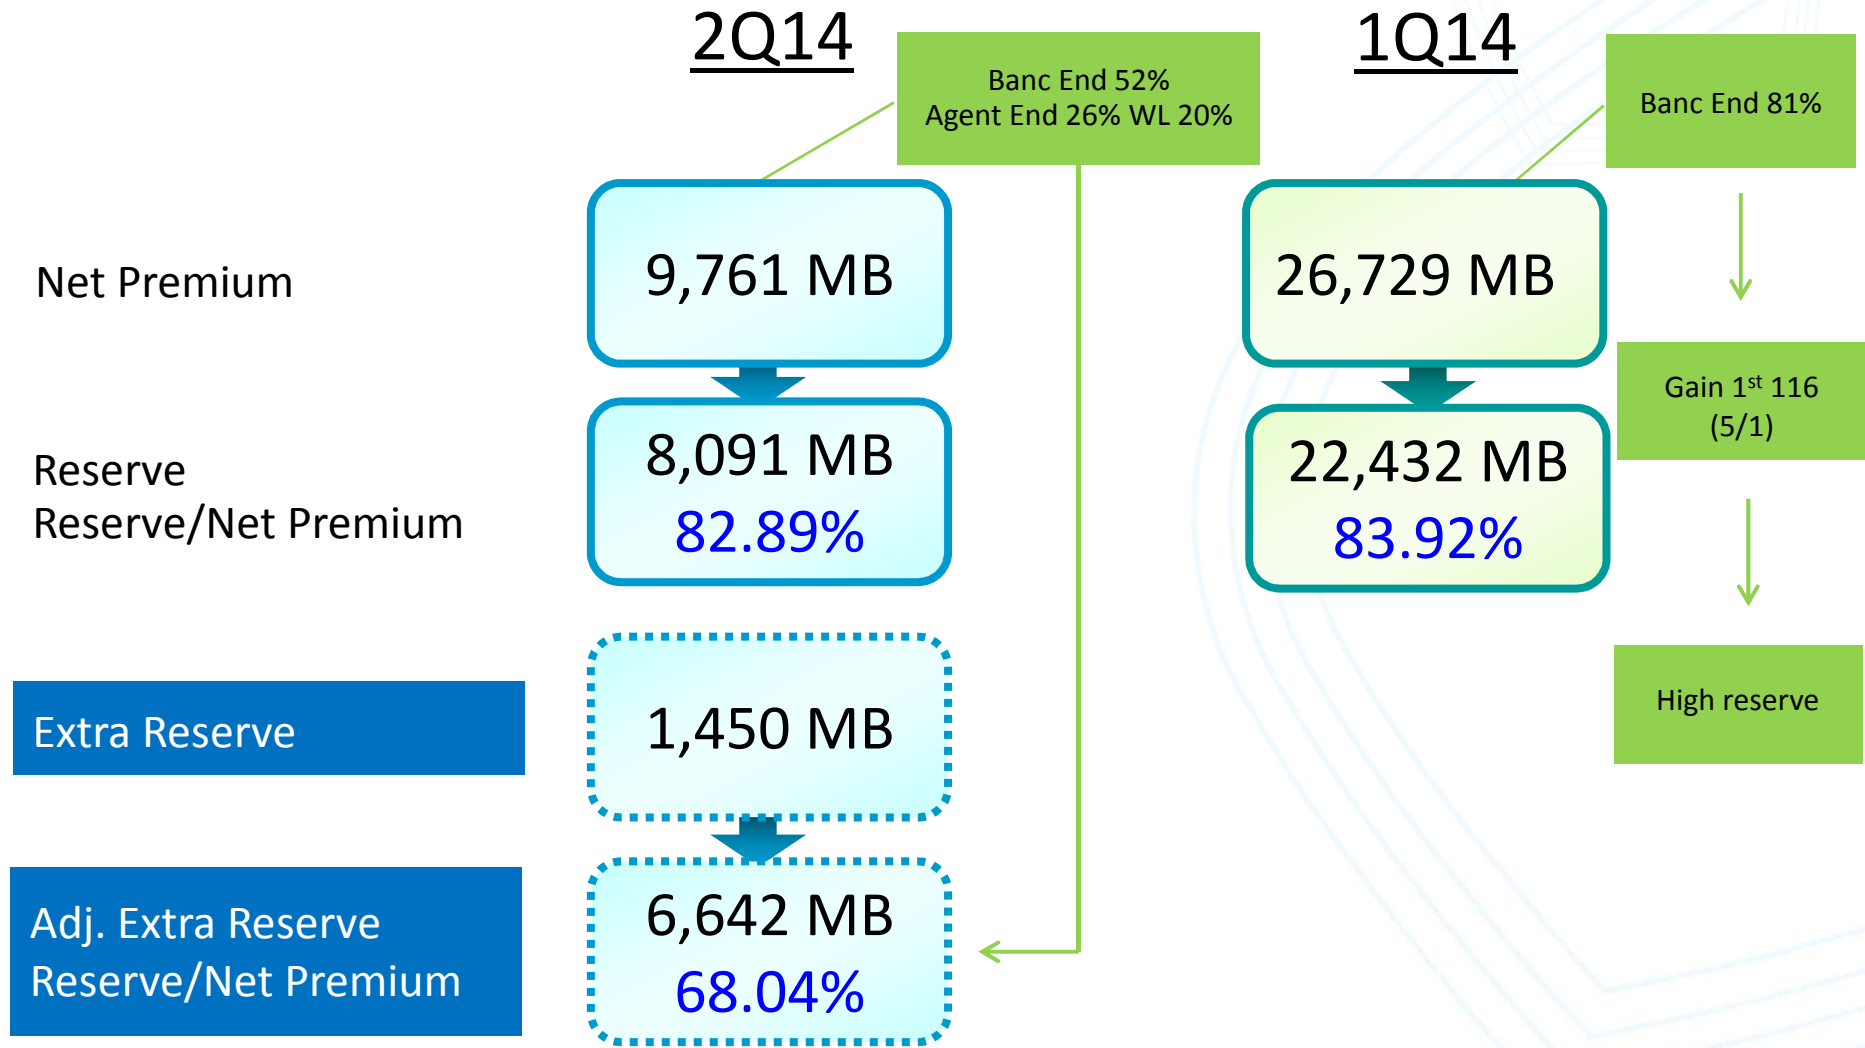 2Q14
1Q14
Banc End 52%
Agent End 26% WL 20%
Banc End 81%
Net Premium
9,761 MB
26,729 MB
Gain 1st 116
(5/1)
Reserve
Reserve/Net Premium
8,091 MB
82.89%
22,432 MB
83.92%
High reserve
Extra Reserve
1,450 MB
Adj. Extra Reserve
Reserve/Net Premium
6,642 MB
68.04%